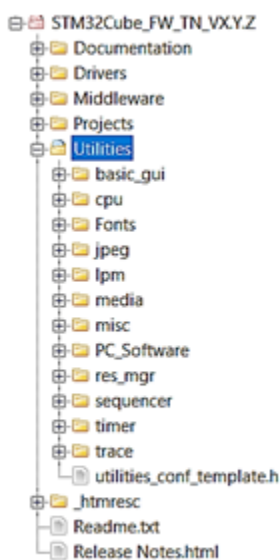 STM32Cube_FW_TN_VX.Y.Z
Documentation
Drivers
Middleware
Projects
Utilities
basic_gui
cpu
Fonts
jpeg
lpm
media
misc
PC_Software
res_mgr
sequencer
timer
trace
utilities_conf_template.h
_htmresc
Readme.txt
Release Notes.html